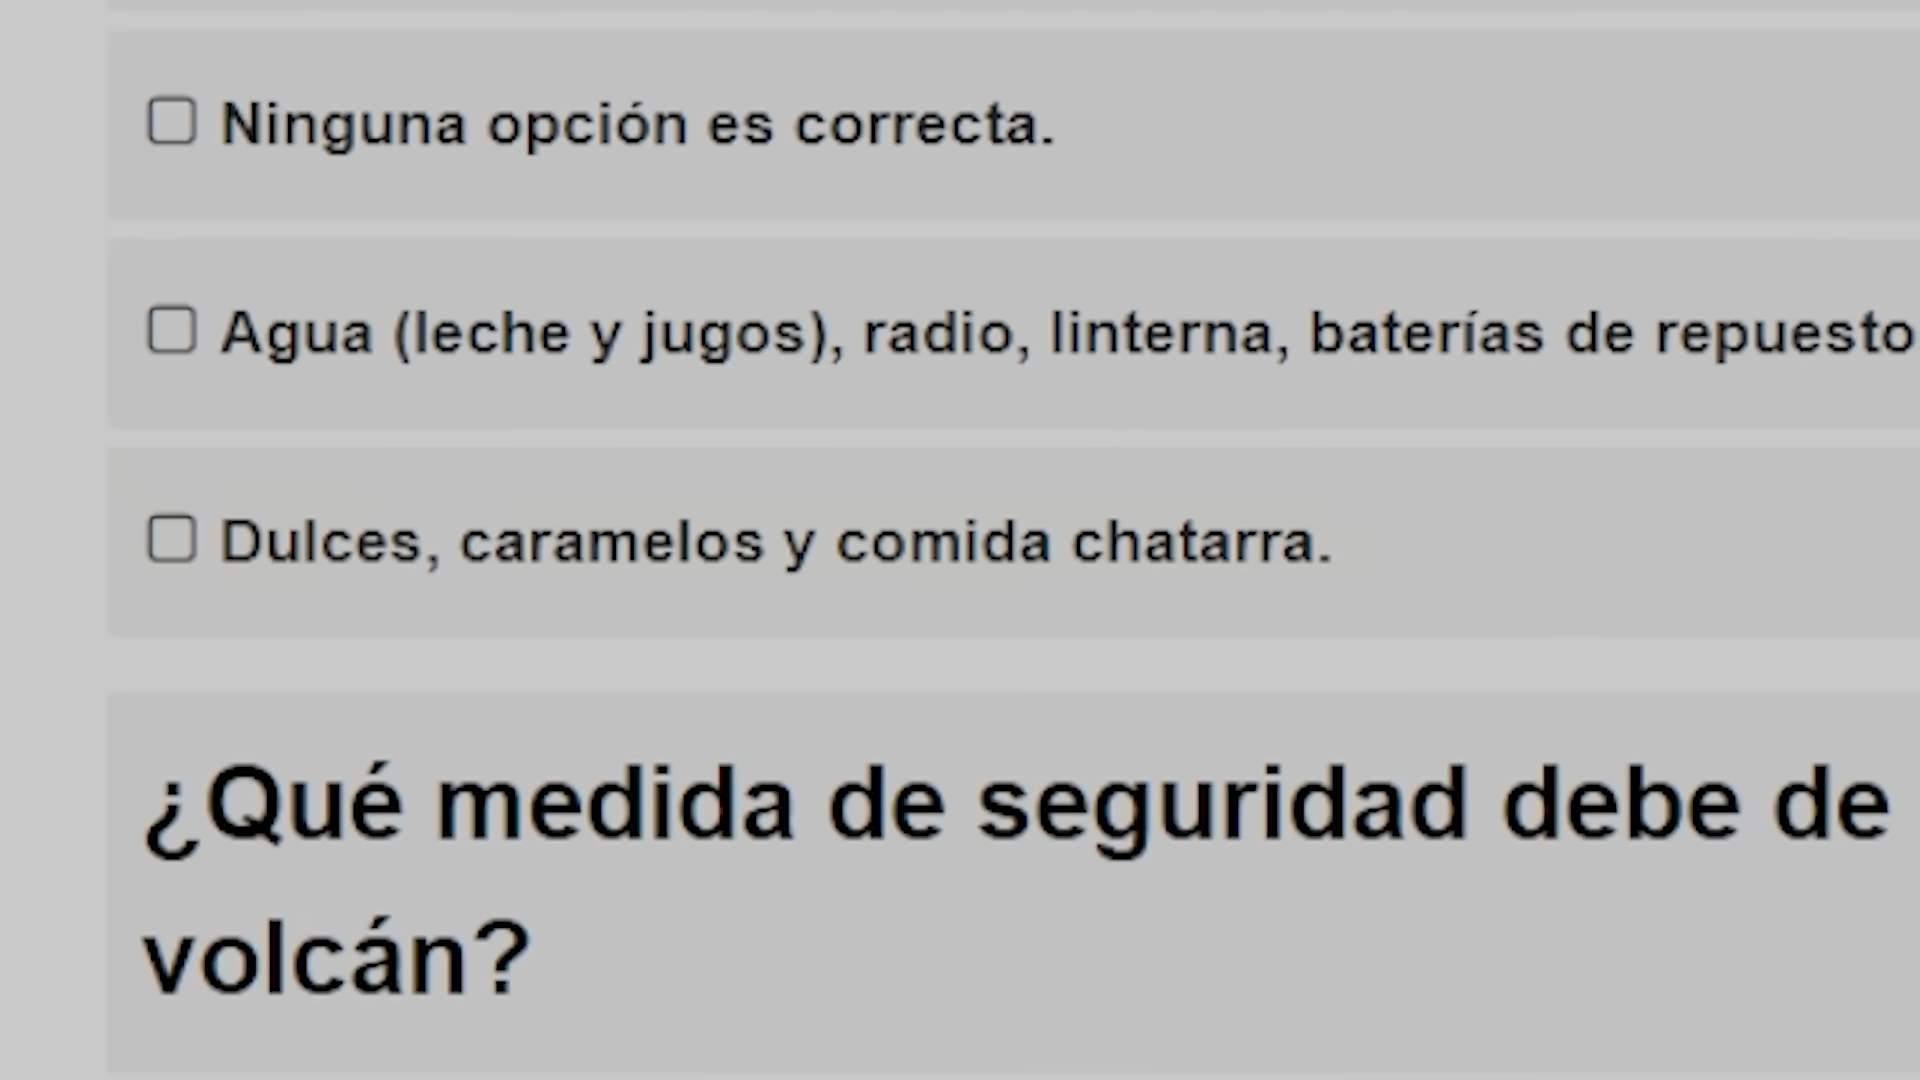 Ninguna opción es correcta.
Agua (leche y jugos), radio, linterna, baterías de repuesto
Dulces, caramelos y comida chatarra.
¿Qué medida de seguridad debe de
volcán?